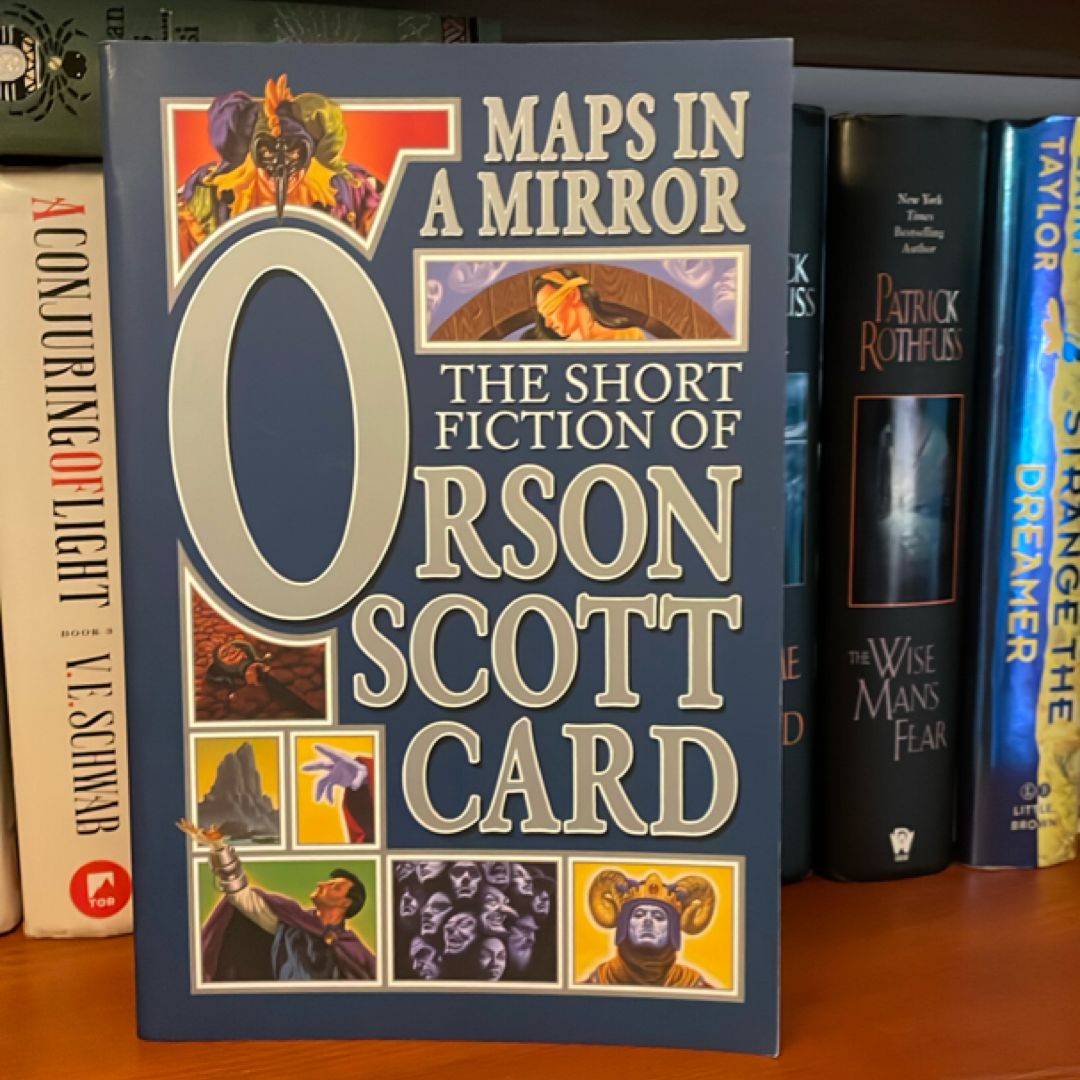 MAPS IN
A MIRROR
THE SHORT
FICTION OF
ORSON
SCOTT
CARD
A CONJURING OF LIGHT
BOOK 3
V. E. SCHWAB
TOR
New York
Times
Bestselling
Author
PATRICK
ROTHFUSS
THE WISE
MAN'S
FEAR
TAYLOR
STRANGE THE
DREAMER
LITTLE,
BROWN